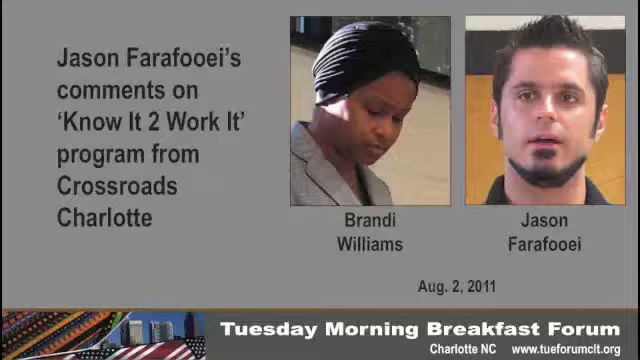 Jason Farafooei's
comments on
'Know It 2 Work It'
program from
Crossroads
Charlotte
Brandi
Williams
Jason
Farafooei
Aug. 2, 2011
Tuesday Morning Breakfast Forum
Charlotte NC www.tueforumclt.org